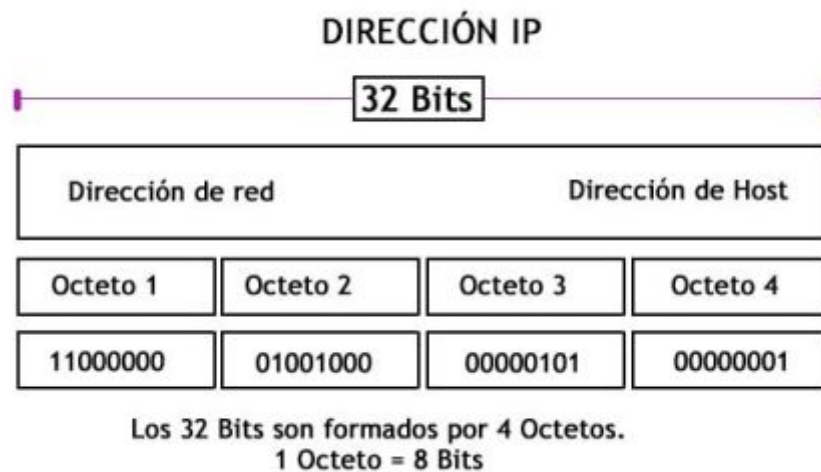 DIRECCIÓN IP
32 Bits
Dirección de red Dirección de Host
Octeto 1 Octeto 2 Octeto 3 Octeto 4
11000000 01001000 00000101 00000001
Los 32 Bits son formados por 4 Octetos.
1 Octeto = 8 Bits